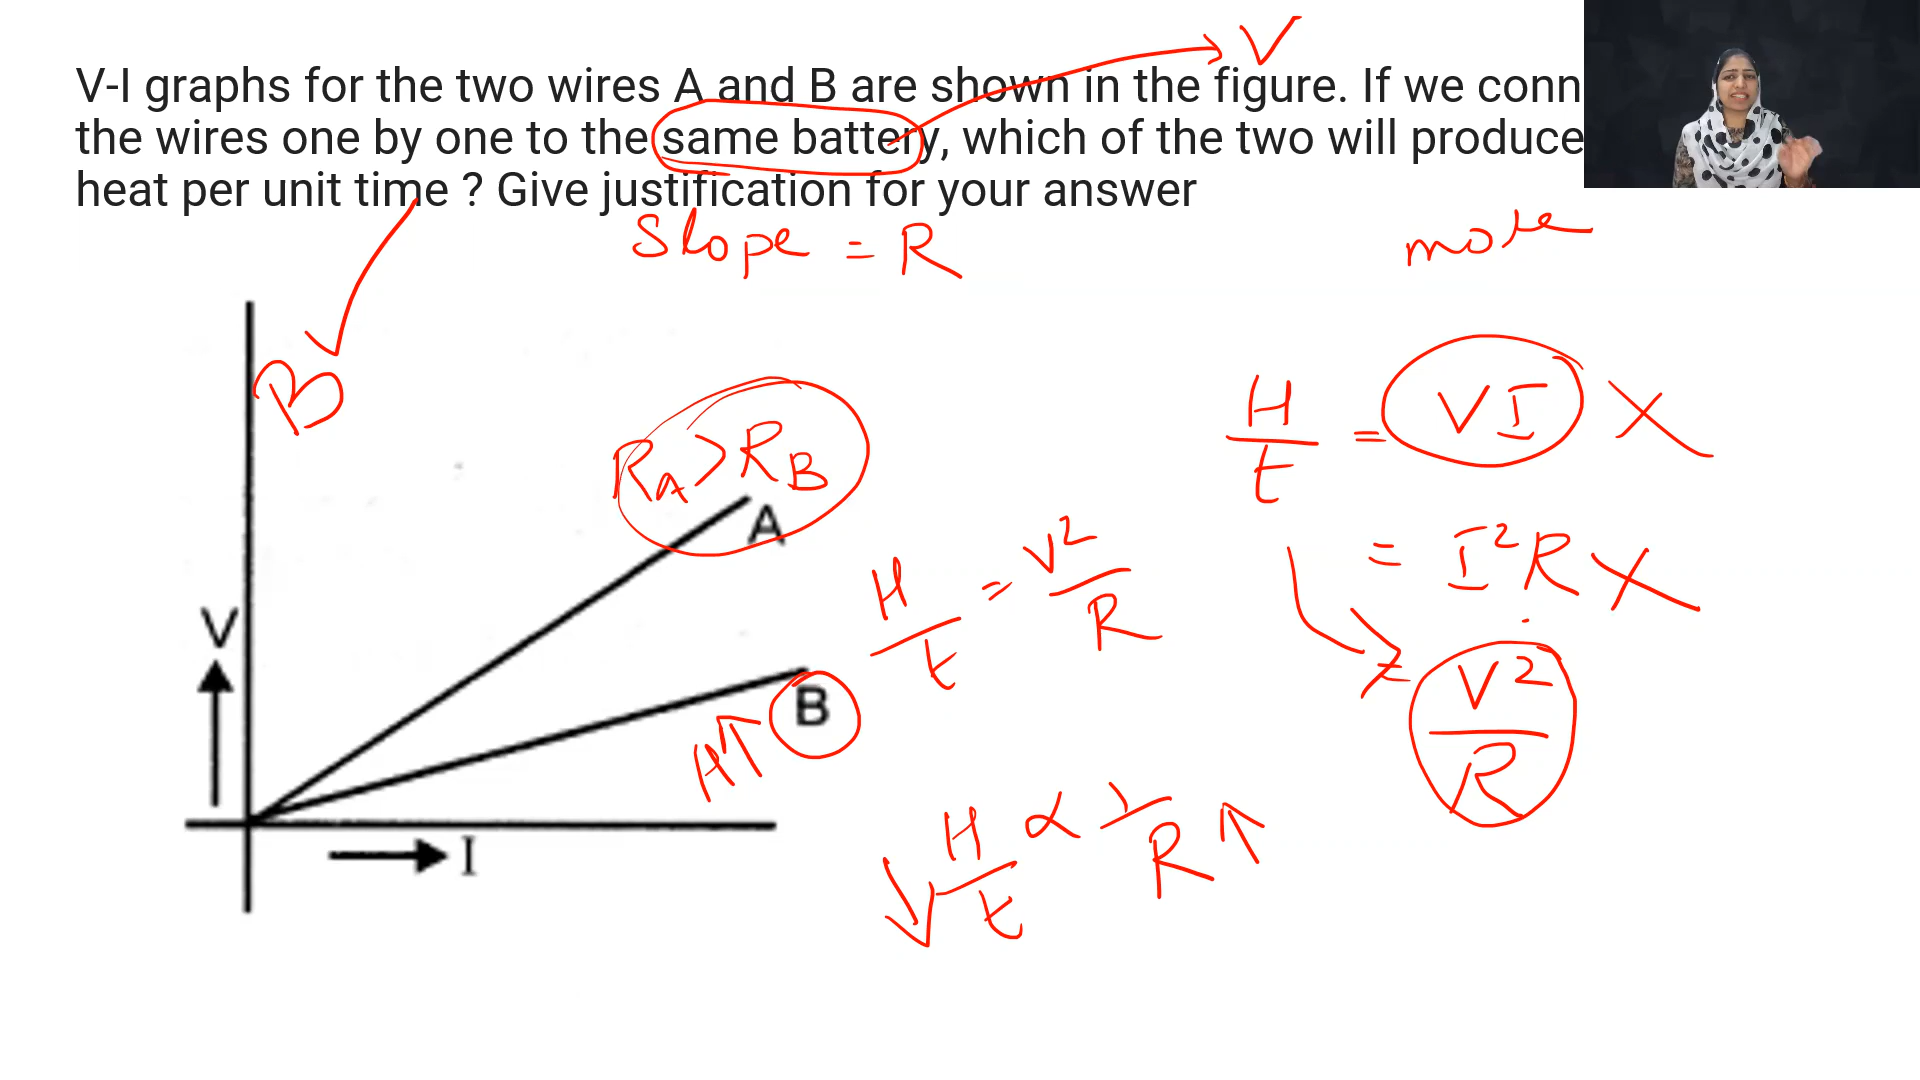 V-I graphs for the two wires A and B are shown in the figure. If we conn
the wires one by one to the same battery, which of the two will produce
heat per unit time ? Give justification for your answer
V
Slope = R
more
B
R_A > R_B
H/t = VI X
= I²R X
= V²/R
A
H/t = V²/R
V
B
H↑
H/t ∝ 1/R ↑
I